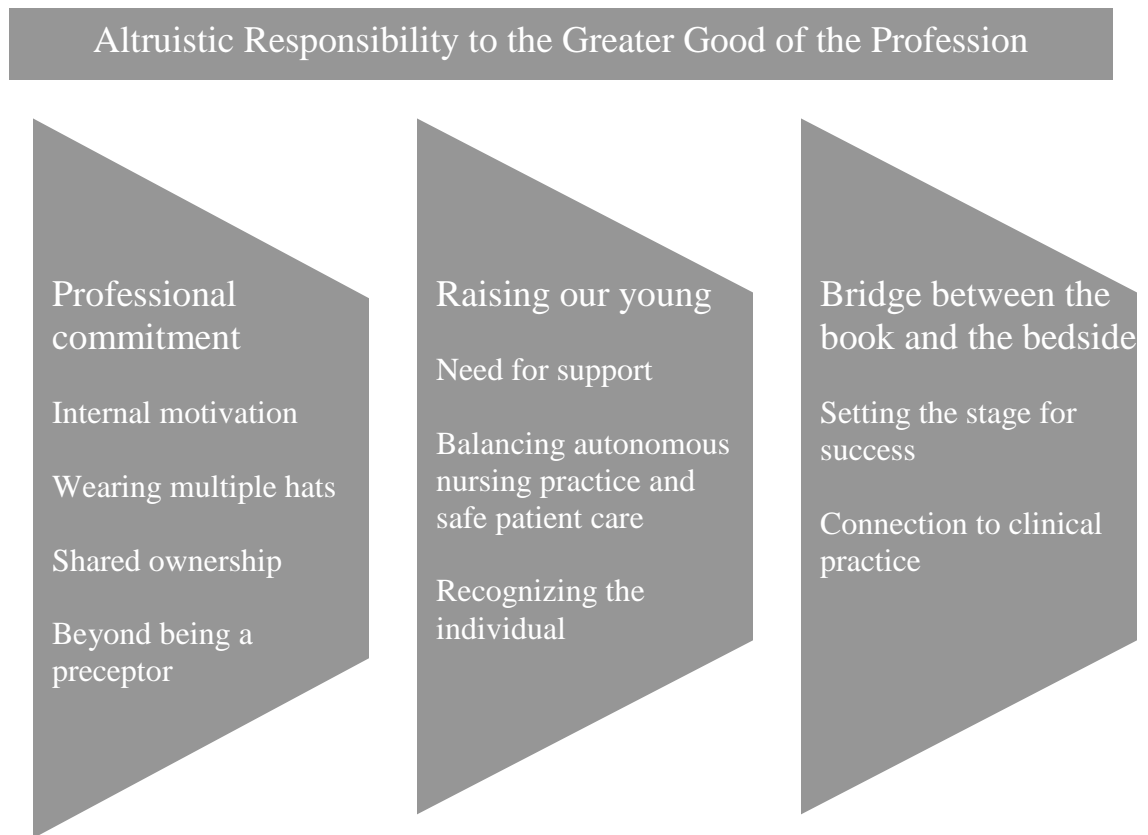 Altruistic Responsibility to the Greater Good of the Profession
Professional
commitment
Internal motivation
Wearing multiple hats
Shared ownership
Beyond being a
preceptor
Raising our young
Need for support
Balancing autonomous
nursing practice and
safe patient care
Recognizing the
individual
Bridge between the
book and the bedside
Setting the stage for
success
Connection to clinical
practice